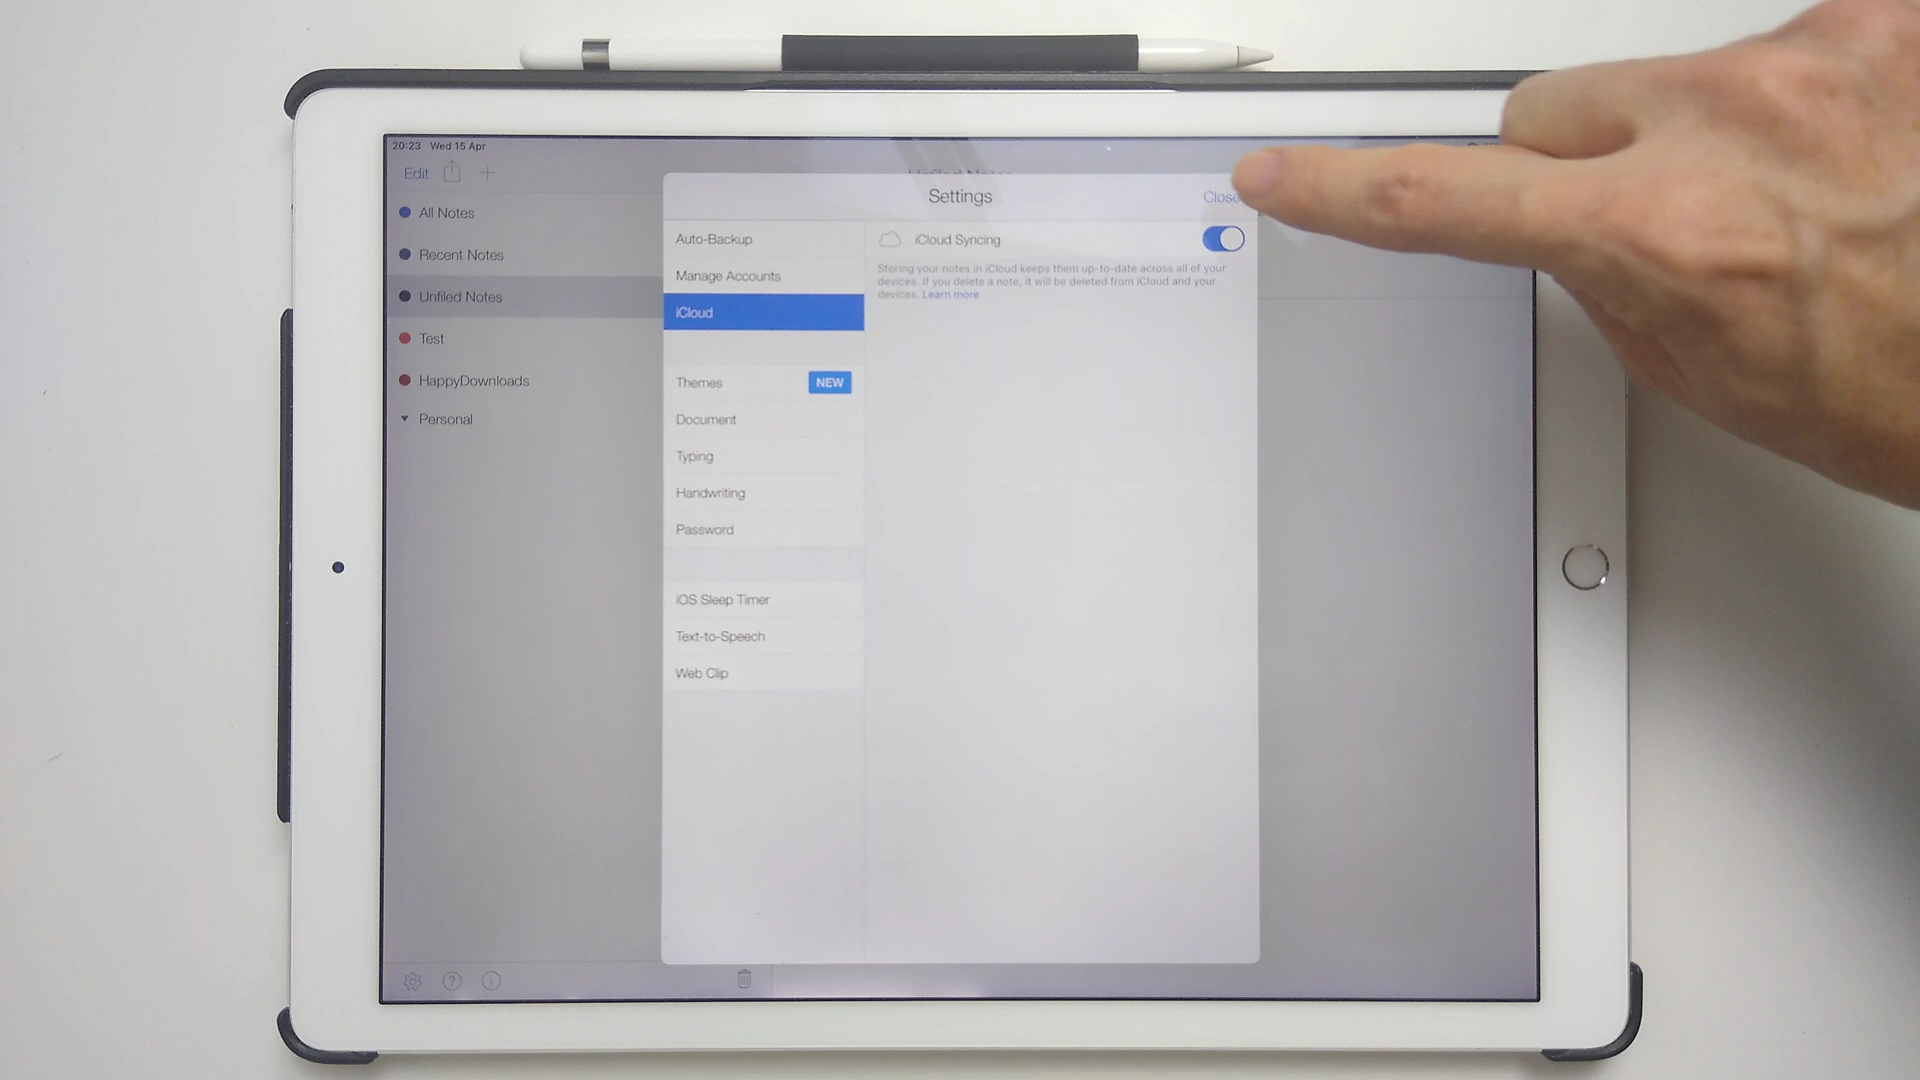 20:23 Wed 15 Apr
Edit
Unfiled Notes
All Notes
Recent Notes
Unfiled Notes
Test
HappyDownloads
Personal
Settings
Close
Auto-Backup
Manage Accounts
iCloud
Themes NEW
Document
Typing
Handwriting
Password
iOS Sleep Timer
Text-to-Speech
Web Clip
iCloud Syncing
Storing your notes in iCloud keeps them up-to-date across all of your
devices. If you delete a note, it will be deleted from iCloud and your
devices. Learn more